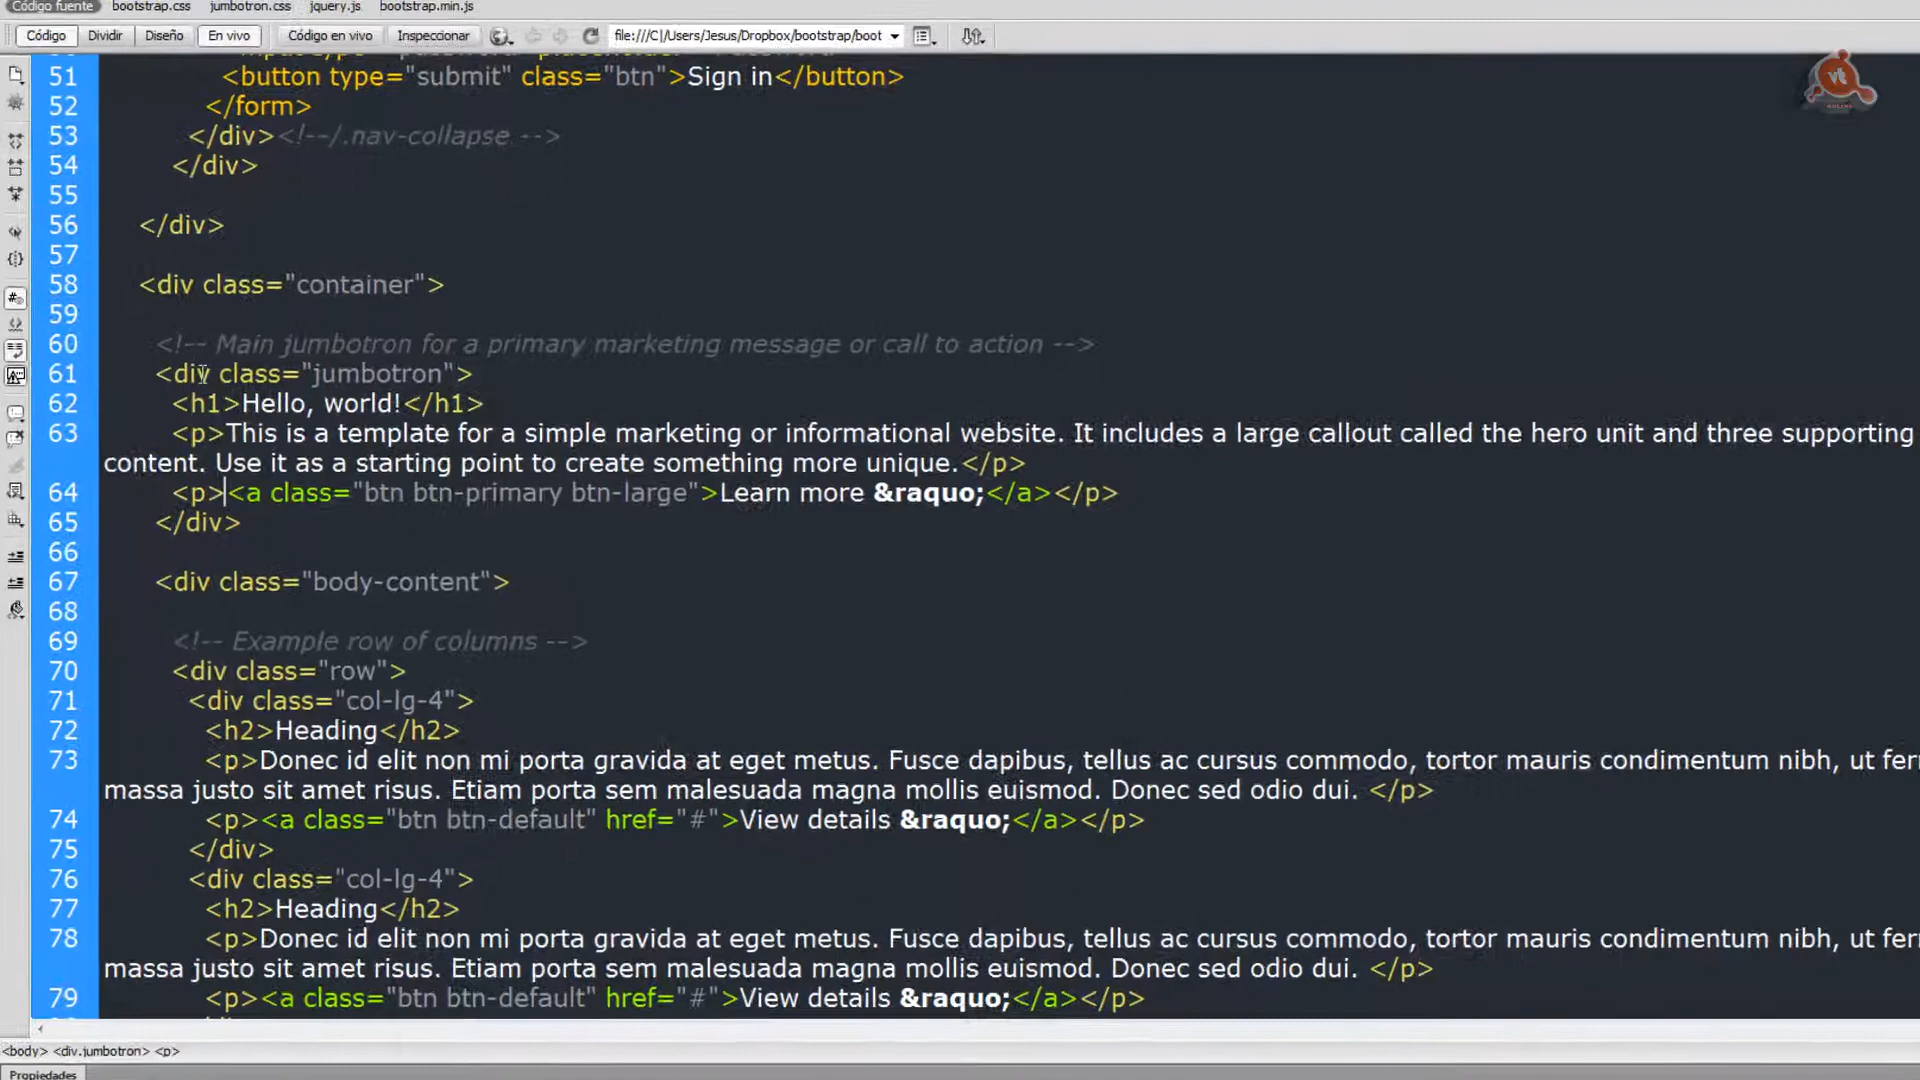 Código fuente bootstrap.css jumbotron.css jquery.js bootstrap.min.js
Código Dividir Diseño En vivo Código en vivo Inspeccionar file:///C|/Users/Jesus/Dropbox/bootstrap/boot
vt
51 <button type="submit" class="btn">Sign in</button>
52 </form>
53 </div><!--/.nav-collapse -->
54 </div>
55
56 </div>
57
58 <div class="container">
59
60 <!-- Main jumbotron for a primary marketing message or call to action -->
61 <div class="jumbotron">
62 <h1>Hello, world!</h1>
63 <p>This is a template for a simple marketing or informational website. It includes a large callout called the hero unit and three supporting
content. Use it as a starting point to create something more unique.</p>
64 <p><a class="btn btn-primary btn-large">Learn more &raquo;</a></p>
65 </div>
66
67 <div class="body-content">
68
69 <!-- Example row of columns -->
70 <div class="row">
71 <div class="col-lg-4">
72 <h2>Heading</h2>
73 <p>Donec id elit non mi porta gravida at eget metus. Fusce dapibus, tellus ac cursus commodo, tortor mauris condimentum nibh, ut fer
massa justo sit amet risus. Etiam porta sem malesuada magna mollis euismod. Donec sed odio dui. </p>
74 <p><a class="btn btn-default" href="#">View details &raquo;</a></p>
75 </div>
76 <div class="col-lg-4">
77 <h2>Heading</h2>
78 <p>Donec id elit non mi porta gravida at eget metus. Fusce dapibus, tellus ac cursus commodo, tortor mauris condimentum nibh, ut fer
massa justo sit amet risus. Etiam porta sem malesuada magna mollis euismod. Donec sed odio dui. </p>
79 <p><a class="btn btn-default" href="#">View details &raquo;</a></p>
<body> <div.jumbotron> <p>
Propiedades